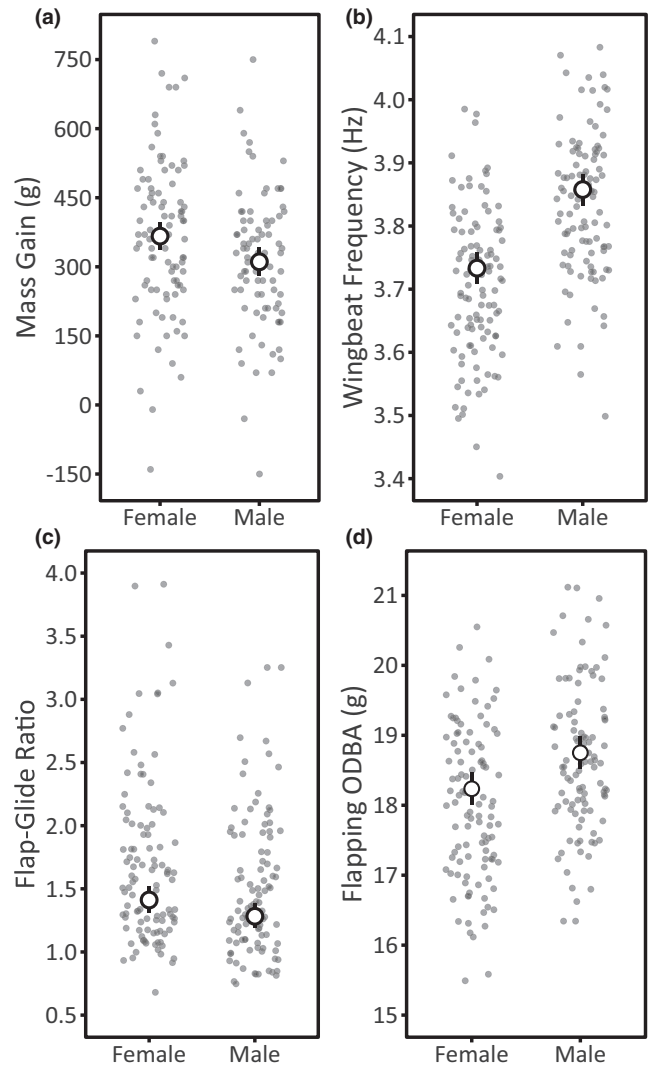 (a)
Mass Gain (g)
750
600
450
300
150
0
-150
Female Male
(b)
Wingbeat Frequency (Hz)
4.1
4.0
3.9
3.8
3.7
3.6
3.5
3.4
Female Male
(c)
Flap-Glide Ratio
4.0
3.5
3.0
2.5
2.0
1.5
1.0
0.5
Female Male
(d)
Flapping ODBA (g)
21
20
19
18
17
16
15
Female Male